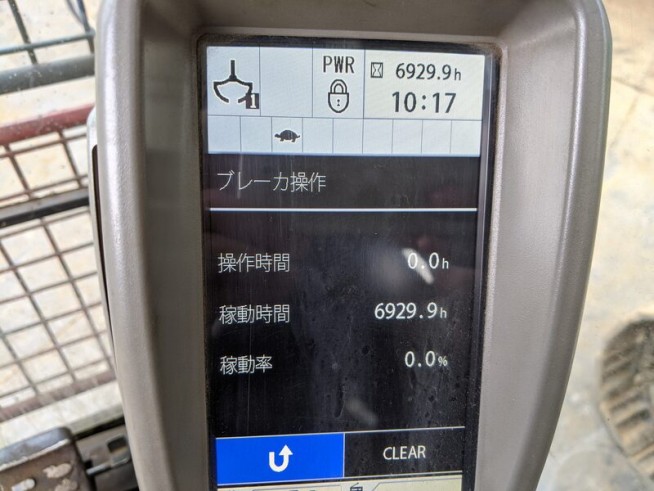 PWR
6929.9h
1
10:17
ブレーカ操作
操作時間 0.0h
稼動時間 6929.9h
稼動率 0.0%
CLEAR